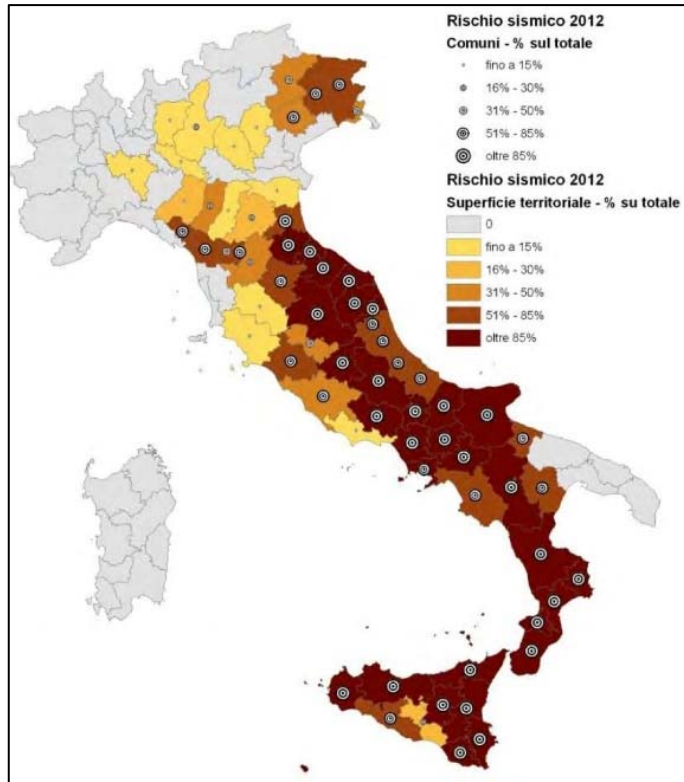 Rischio sismico 2012
Comuni - % sul totale
fino a 15%
16% - 30%
31% - 50%
51% - 85%
oltre 85%
Rischio sismico 2012
Superficie territoriale - % su totale
0
fino a 15%
16% - 30%
31% - 50%
51% - 85%
oltre 85%